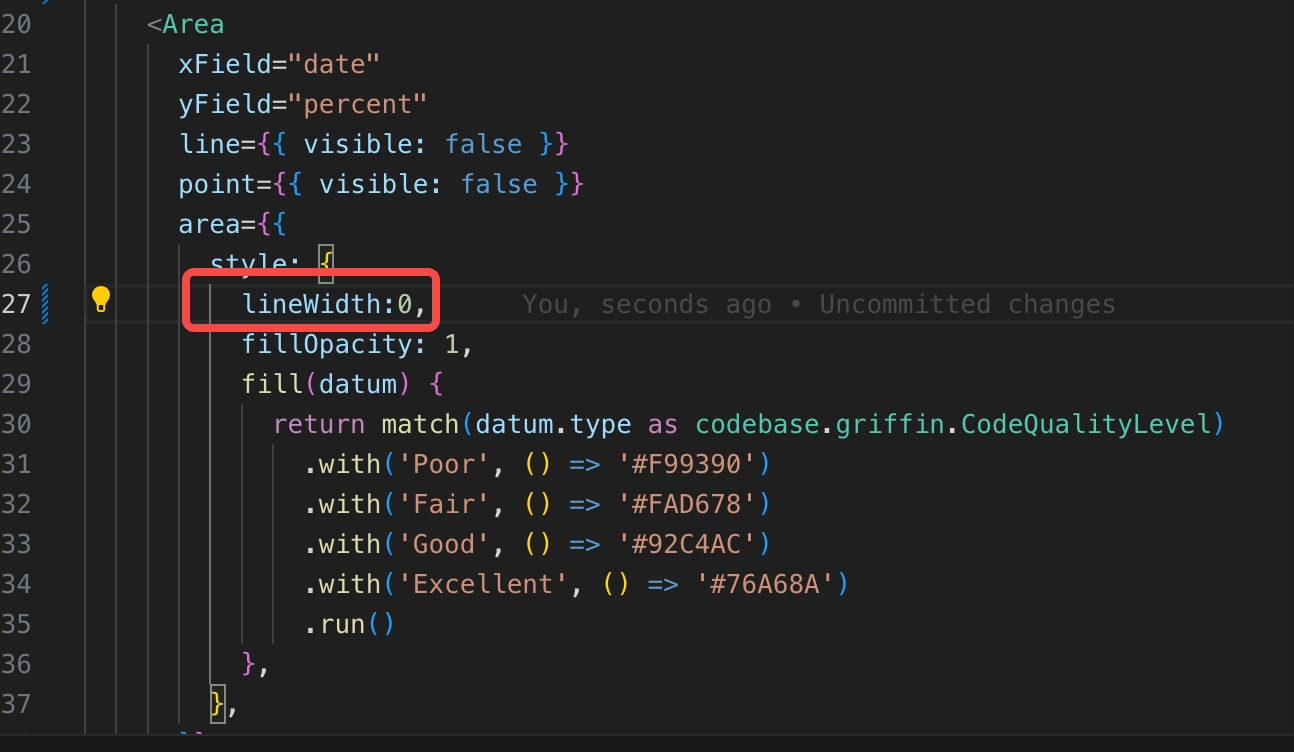 20 <Area
21 xField="date"
22 yField="percent"
23 line={{ visible: false }}
24 point={{ visible: false }}
25 area={{
26 style: {
27 lineWidth:0, You, seconds ago • Uncommitted changes
28 fillOpacity: 1,
29 fill(datum) {
30 return match(datum.type as codebase.griffin.CodeQualityLevel)
31 .with('Poor', () => '#F99390')
32 .with('Fair', () => '#FAD678')
33 .with('Good', () => '#92C4AC')
34 .with('Excellent', () => '#76A68A')
35 .run()
36 },
37 },